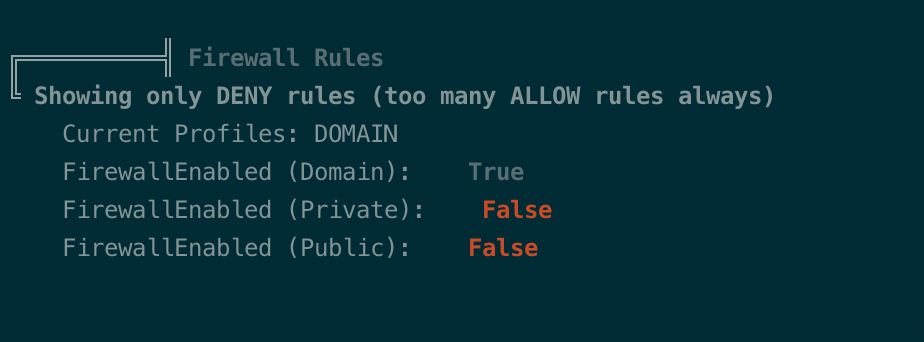 Firewall Rules
Showing only DENY rules (too many ALLOW rules always)
Current Profiles: DOMAIN
FirewallEnabled (Domain): True
FirewallEnabled (Private): False
FirewallEnabled (Public): False